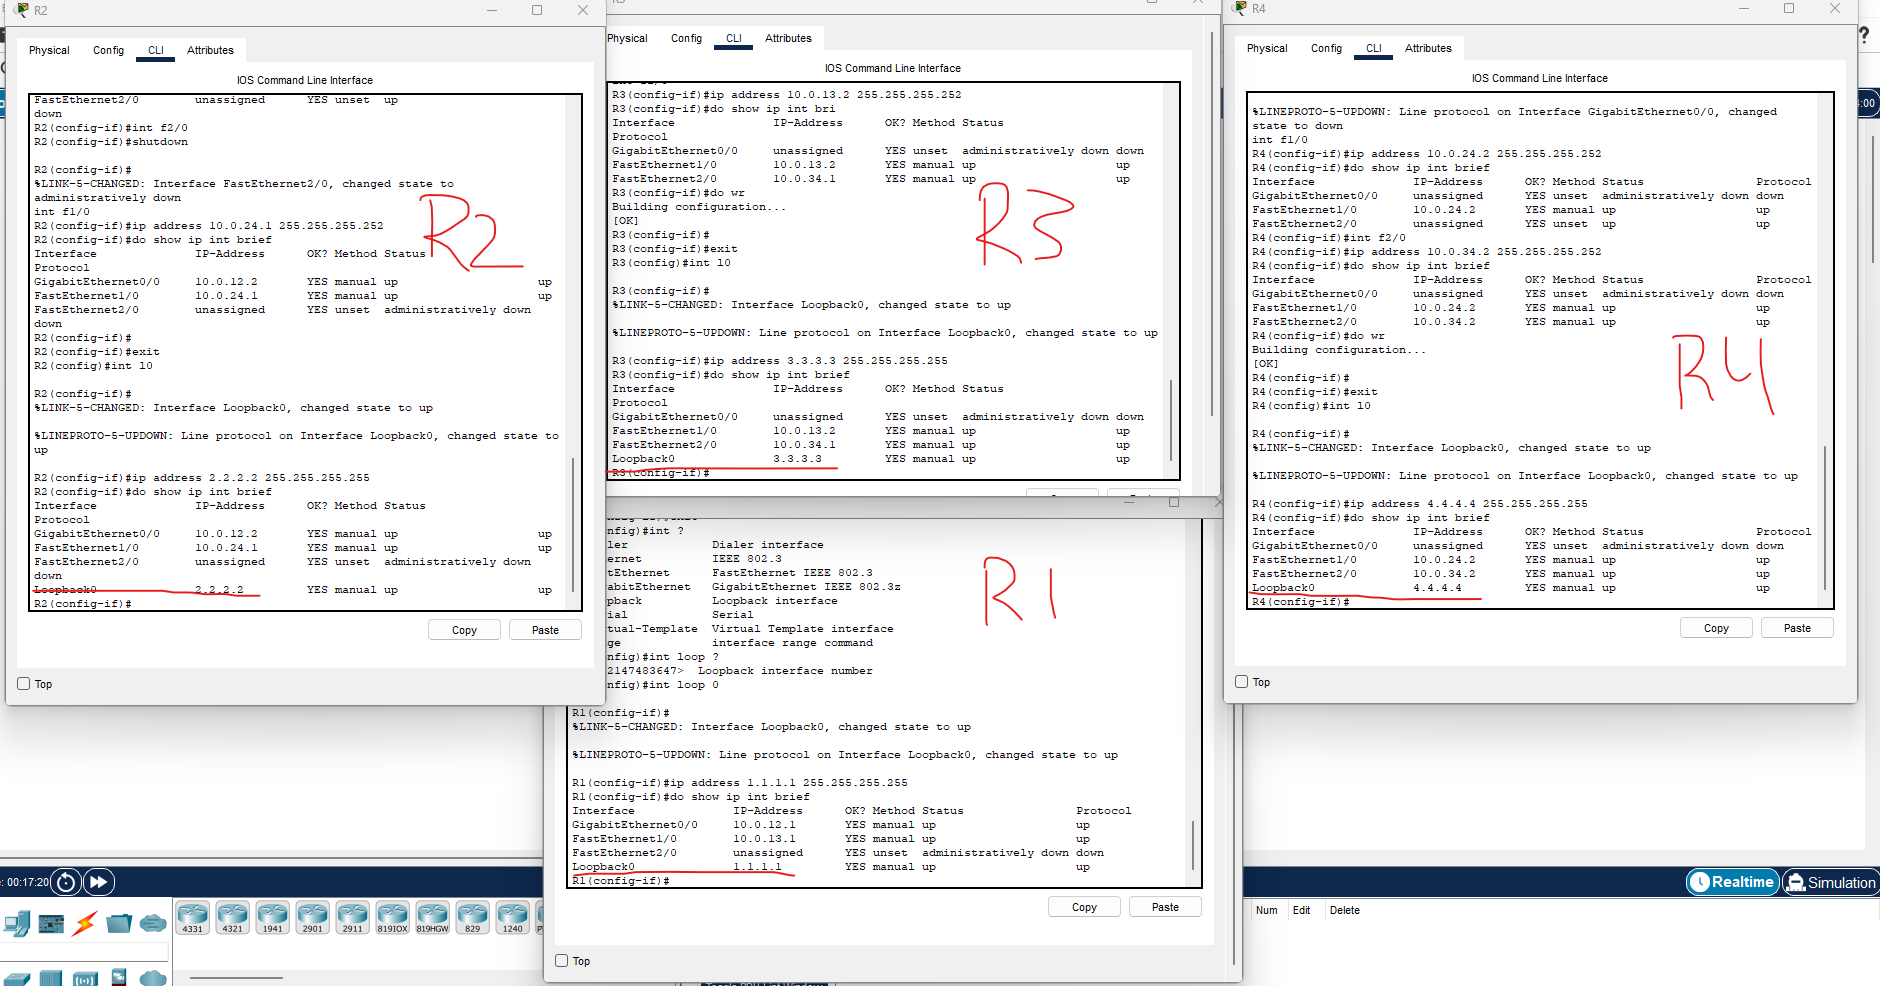 R2
Physical Config CLI Attributes
IOS Command Line Interface
FastEthernet2/0 unassigned YES unset up
down
R2(config-if)#int f2/0
R2(config-if)#shutdown
R2(config-if)#
%LINK-5-CHANGED: Interface FastEthernet2/0, changed state to
administratively down
int f1/0
R2(config-if)#ip address 10.0.24.1 255.255.255.252
R2(config-if)#do show ip int brief
Interface IP-Address OK? Method Status
Protocol
GigabitEthernet0/0 10.0.12.2 YES manual up up
FastEthernet1/0 10.0.24.1 YES manual up up
FastEthernet2/0 unassigned YES unset administratively down
down
R2(config-if)#
R2(config-if)#exit
R2(config)#int l0
R2(config-if)#
%LINK-5-CHANGED: Interface Loopback0, changed state to up
%LINEPROTO-5-UPDOWN: Line protocol on Interface Loopback0, changed state to
up
R2(config-if)#ip address 2.2.2.2 255.255.255.255
R2(config-if)#do show ip int brief
Interface IP-Address OK? Method Status
Protocol
GigabitEthernet0/0 10.0.12.2 YES manual up up
FastEthernet1/0 10.0.24.1 YES manual up up
FastEthernet2/0 unassigned YES unset administratively down
down
Loopback0 2.2.2.2 YES manual up up
R2(config-if)#
R2
Copy Paste
Top
Physical Config CLI Attributes
IOS Command Line Interface
R3(config-if)#ip address 10.0.13.2 255.255.255.252
R3(config-if)#do show ip int bri
Interface IP-Address OK? Method Status
Protocol
GigabitEthernet0/0 unassigned YES unset administratively down down
FastEthernet1/0 10.0.13.2 YES manual up up
FastEthernet2/0 10.0.34.1 YES manual up up
R3(config-if)#do wr
Building configuration...
[OK]
R3(config-if)#
R3(config-if)#exit
R3(config)#int l0
R3(config-if)#
%LINK-5-CHANGED: Interface Loopback0, changed state to up
%LINEPROTO-5-UPDOWN: Line protocol on Interface Loopback0, changed state to up
R3(config-if)#ip address 3.3.3.3 255.255.255.255
R3(config-if)#do show ip int brief
Interface IP-Address OK? Method Status
Protocol
GigabitEthernet0/0 unassigned YES unset administratively down down
FastEthernet1/0 10.0.13.2 YES manual up up
FastEthernet2/0 10.0.34.1 YES manual up up
Loopback0 3.3.3.3 YES manual up up
R3(config-if)#
R3
R4
Physical Config CLI Attributes
IOS Command Line Interface
%LINEPROTO-5-UPDOWN: Line protocol on Interface GigabitEthernet0/0, changed
state to down
int f1/0
R4(config-if)#ip address 10.0.24.2 255.255.255.252
R4(config-if)#do show ip int brief
Interface IP-Address OK? Method Status Protocol
GigabitEthernet0/0 unassigned YES unset administratively down down
FastEthernet1/0 10.0.24.2 YES manual up up
FastEthernet2/0 unassigned YES unset up up
R4(config-if)#int f2/0
R4(config-if)#ip address 10.0.34.2 255.255.255.252
R4(config-if)#do show ip int brief
Interface IP-Address OK? Method Status Protocol
GigabitEthernet0/0 unassigned YES unset administratively down down
FastEthernet1/0 10.0.24.2 YES manual up up
FastEthernet2/0 10.0.34.2 YES manual up up
R4(config-if)#do wr
Building configuration...
[OK]
R4(config-if)#
R4(config-if)#exit
R4(config)#int l0
R4(config-if)#
%LINK-5-CHANGED: Interface Loopback0, changed state to up
%LINEPROTO-5-UPDOWN: Line protocol on Interface Loopback0, changed state to up
R4(config-if)#ip address 4.4.4.4 255.255.255.255
R4(config-if)#do show ip int brief
Interface IP-Address OK? Method Status Protocol
GigabitEthernet0/0 unassigned YES unset administratively down down
FastEthernet1/0 10.0.24.2 YES manual up up
FastEthernet2/0 10.0.34.2 YES manual up up
Loopback0 4.4.4.4 YES manual up up
R4(config-if)#
R4
Copy Paste
Top
?
:00
nfig)#int ?
ler Dialer interface
ernet IEEE 802.3
tEthernet FastEthernet IEEE 802.3
abitEthernet GigabitEthernet IEEE 802.3z
pback Loopback interface
ial Serial
tual-Template Virtual Template interface
ge interface range command
nfig)#int loop ?
2147483647> Loopback interface number
nfig)#int loop 0
R1(config-if)#
%LINK-5-CHANGED: Interface Loopback0, changed state to up
%LINEPROTO-5-UPDOWN: Line protocol on Interface Loopback0, changed state to up
R1(config-if)#ip address 1.1.1.1 255.255.255.255
R1(config-if)#do show ip int brief
Interface IP-Address OK? Method Status Protocol
GigabitEthernet0/0 10.0.12.1 YES manual up up
FastEthernet1/0 10.0.13.1 YES manual up up
FastEthernet2/0 unassigned YES unset administratively down down
Loopback0 1.1.1.1 YES manual up up
R1(config-if)#
R1
Copy Paste
Top
: 00:17:20
Realtime Simulation
4331 4321 1941 2901 2911 819IOX 819HGW 829 1240
Num Edit Delete